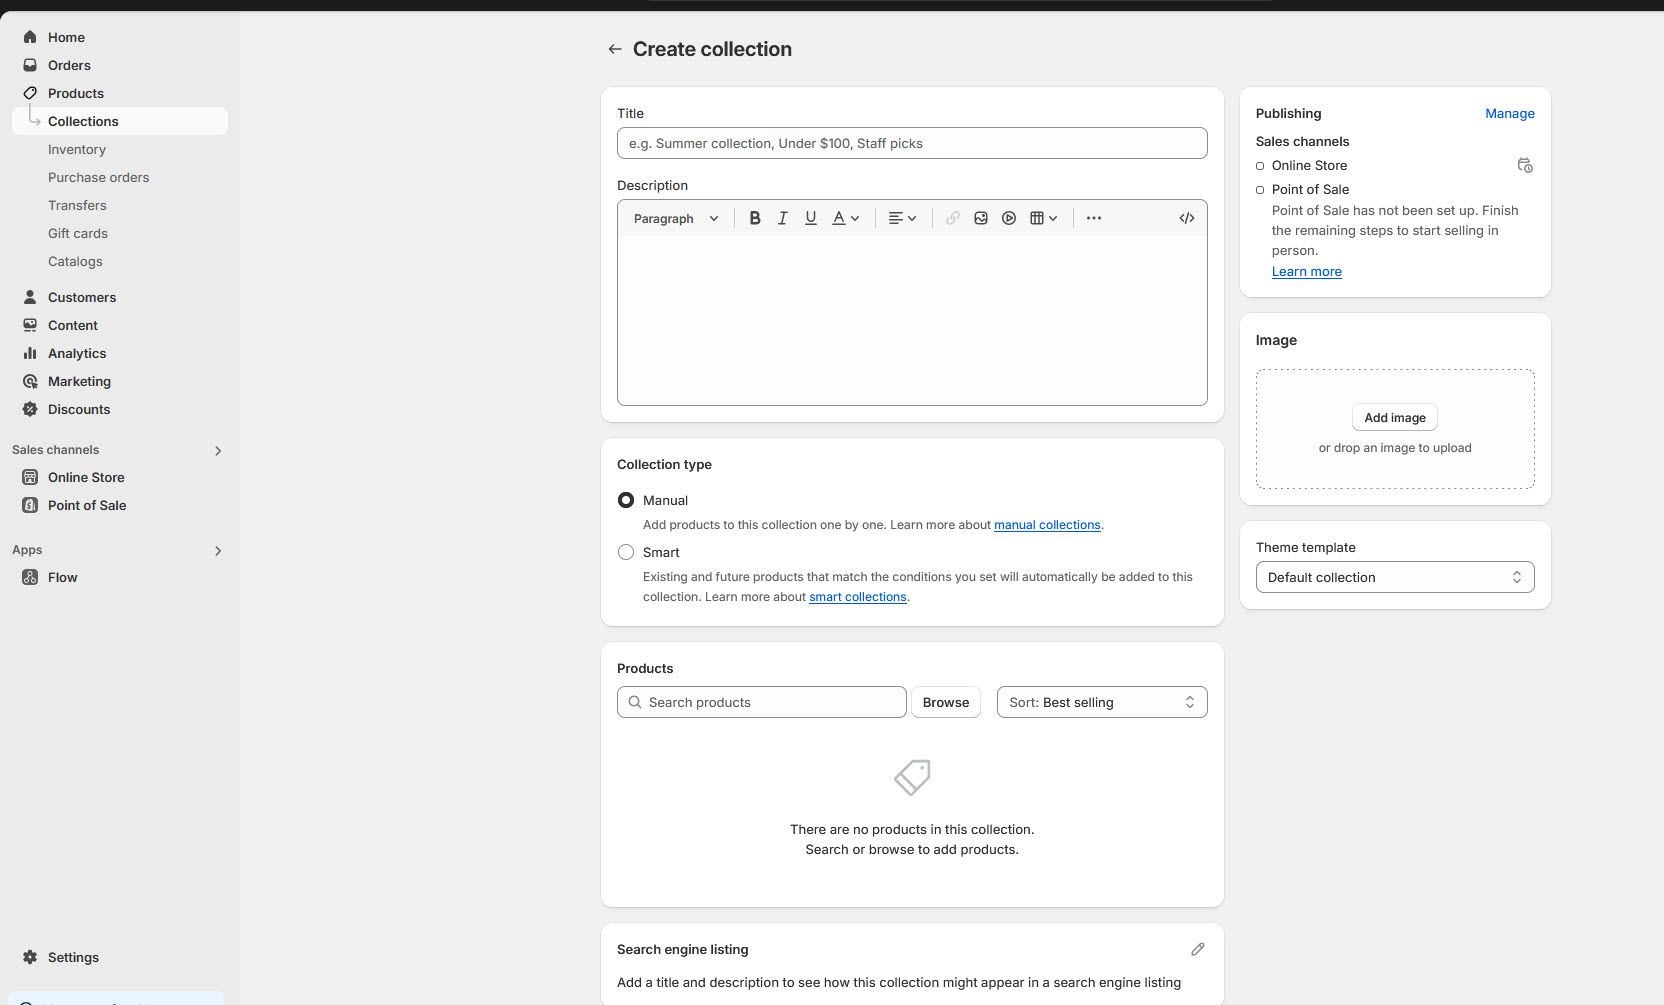 Home
Orders
Products
Collections
Inventory
Purchase orders
Transfers
Gift cards
Catalogs
Customers
Content
Analytics
Marketing
Discounts
Sales channels
Online Store
Point of Sale
Apps
Flow
Settings
Create collection
Title
e.g. Summer collection, Under $100, Staff picks
Description
Paragraph B I U A
Collection type
Manual
Add products to this collection one by one. Learn more about manual collections.
Smart
Existing and future products that match the conditions you set will automatically be added to this
collection. Learn more about smart collections.
Products
Search products Browse Sort: Best selling
There are no products in this collection.
Search or browse to add products.
Search engine listing
Add a title and description to see how this collection might appear in a search engine listing
Publishing Manage
Sales channels
Online Store
Point of Sale
Point of Sale has not been set up. Finish
the remaining steps to start selling in
person.
Learn more
Image
Add image
or drop an image to upload
Theme template
Default collection